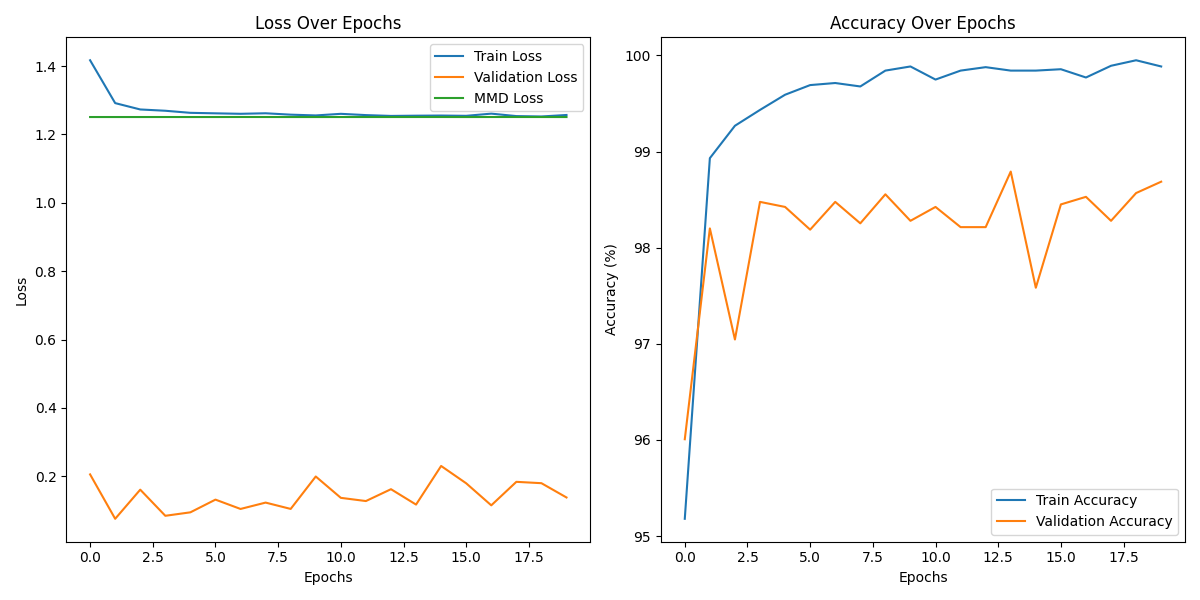 Loss Over Epochs
Train Loss
Validation Loss
MMD Loss
1.4
1.2
1.0
0.8
0.6
0.4
0.2
Loss
0.0 2.5 5.0 7.5 10.0 12.5 15.0 17.5
Epochs
Accuracy Over Epochs
100
99
98
97
96
95
Accuracy (%)
Train Accuracy
Validation Accuracy
0.0 2.5 5.0 7.5 10.0 12.5 15.0 17.5
Epochs